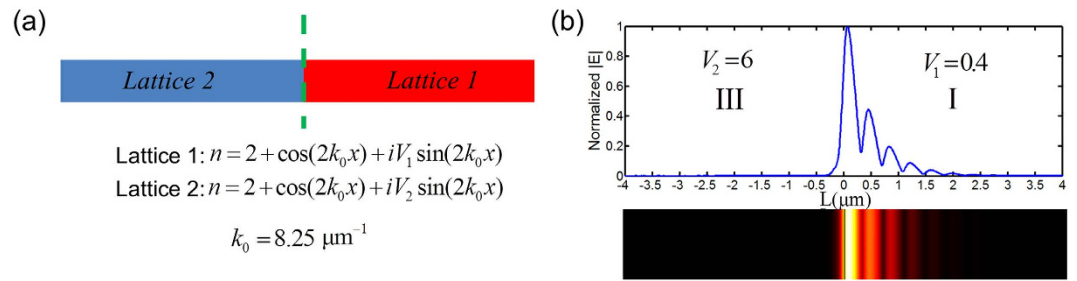 (a)
Lattice 2
Lattice 1
Lattice 1: n = 2 + cos(2k₀x) + iV₁ sin(2k₀x)
Lattice 2: n = 2 + cos(2k₀x) + iV₂ sin(2k₀x)
k₀ = 8.25 μm⁻¹
(b)
Normalized |E|
1
0.8
0.6
0.4
0.2
0
V₂=6
III
V₁=0.4
I
-4 -3.5 -3 -2.5 -2 -1.5 -1 -0.5 0 0.5 1 1.5 2 2.5 3 3.5 4
L(μm)